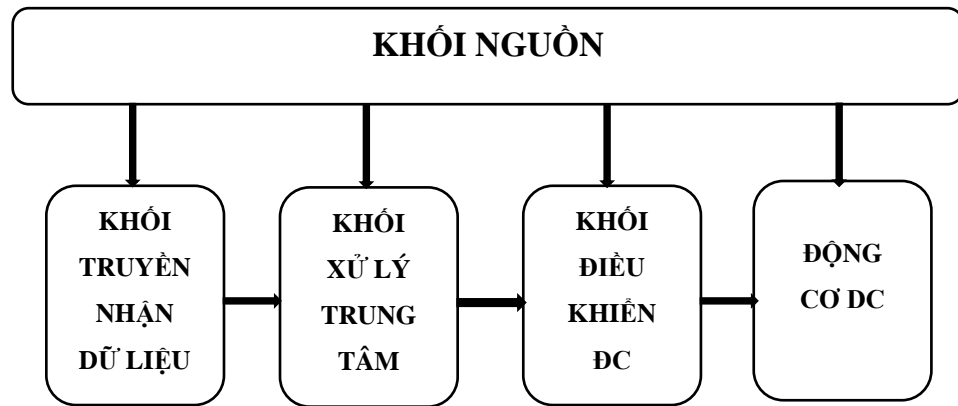 KHỐI NGUỒN
KHỐI
TRUYỀN
NHẬN
DỮ LIỆU
KHỐI
XỬ LÝ
TRUNG
TÂM
KHỐI
ĐIỀU
KHIỂN
ĐC
ĐỘNG
CƠ DC